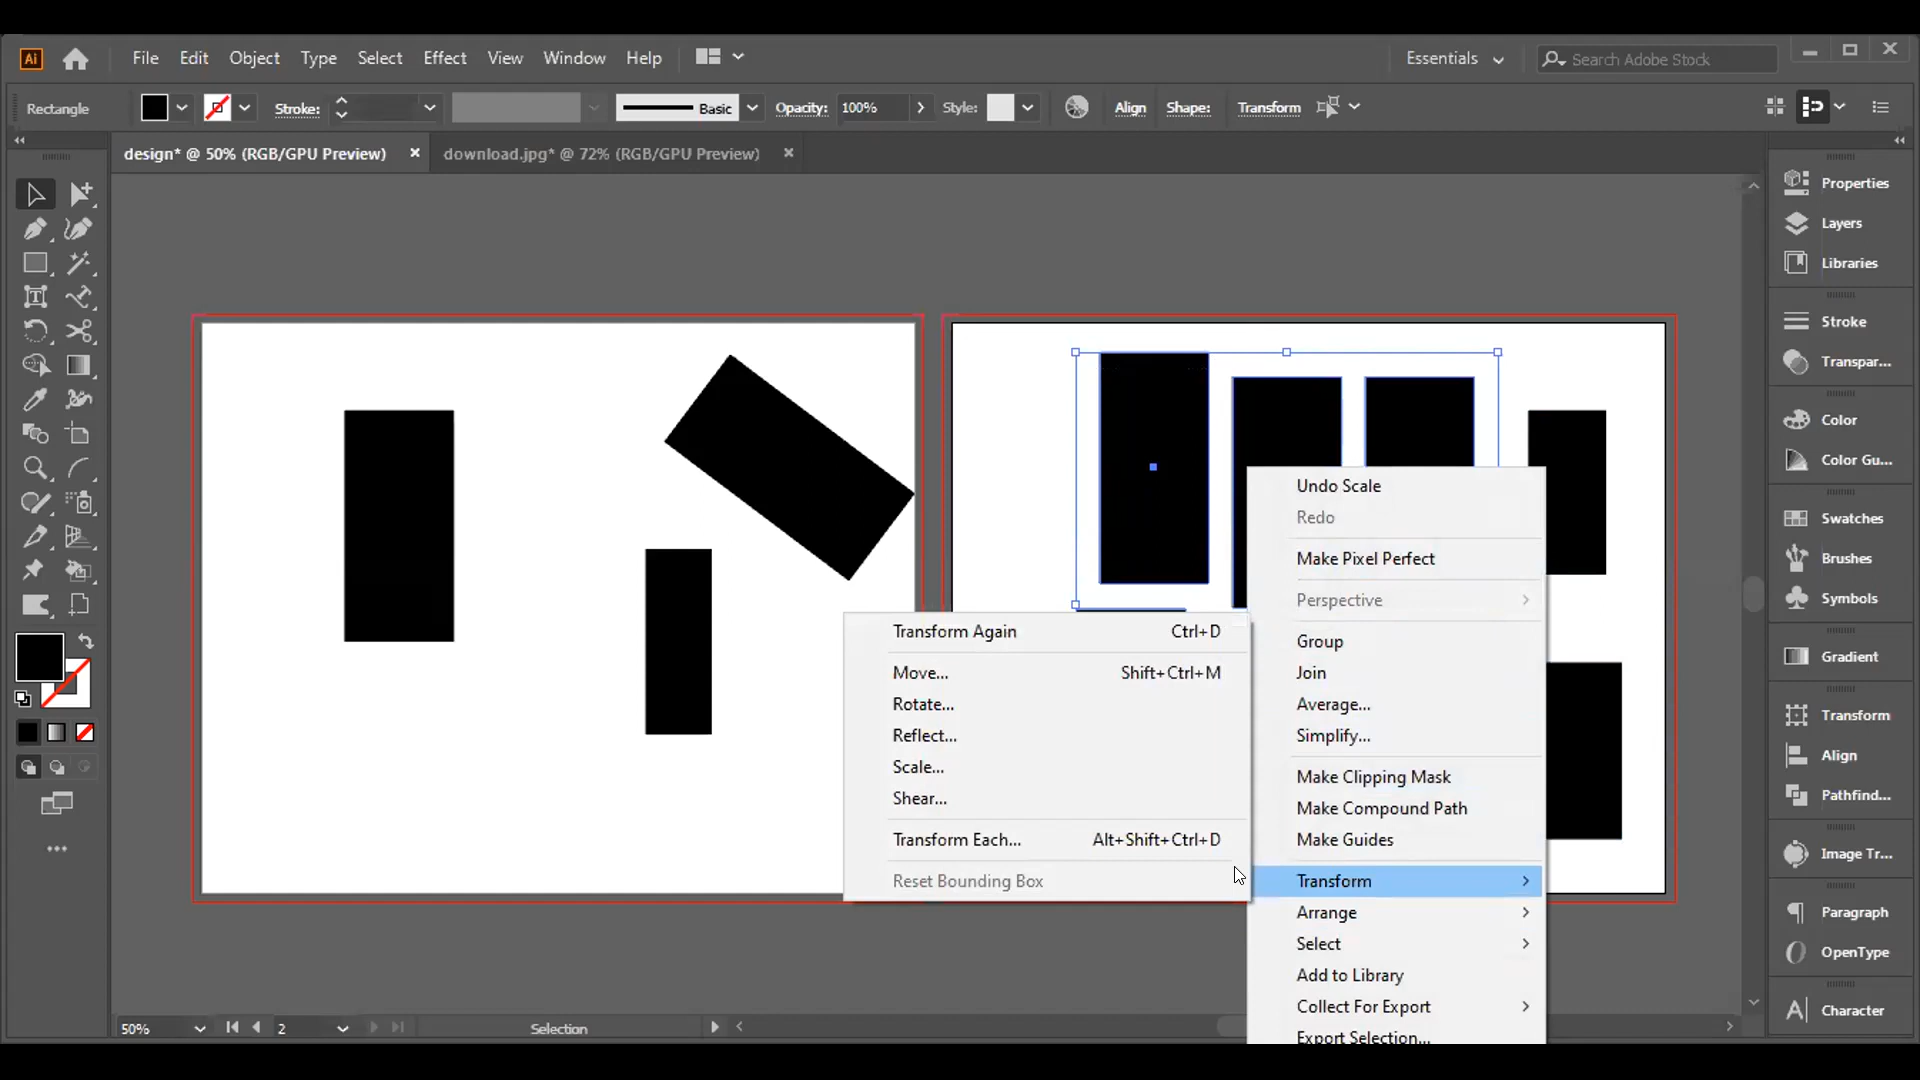 Ai
File Edit Object Type Select Effect View Window Help
Essentials
Search Adobe Stock
Rectangle
Stroke:
Basic
Opacity: 100%
Style:
Align
Shape:
Transform
design* @ 50% (RGB/GPU Preview)
download.jpg* @ 72% (RGB/GPU Preview)
Properties
Layers
Libraries
Stroke
Transpar...
Color
Color Gu...
Swatches
Brushes
Symbols
Gradient
Transform
Align
Pathfind...
Image Tr...
Paragraph
OpenType
Character
Undo Scale
Redo
Make Pixel Perfect
Perspective
Group
Join
Average...
Simplify...
Make Clipping Mask
Make Compound Path
Make Guides
Transform
Arrange
Select
Add to Library
Collect For Export
Export Selection...
Transform Again Ctrl+D
Move... Shift+Ctrl+M
Rotate...
Reflect...
Scale...
Shear...
Transform Each... Alt+Shift+Ctrl+D
Reset Bounding Box
50%
2
Selection